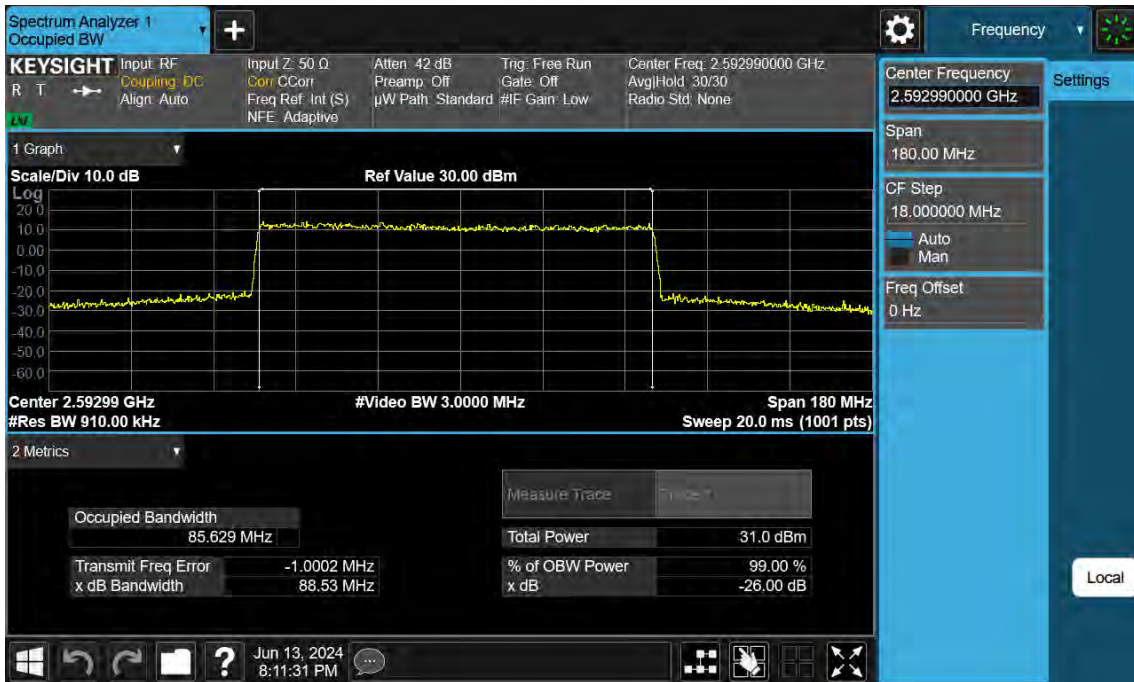 Spectrum Analyzer 1
Occupied BW
Frequency
KEYSIGHT
R T
Input: RF
Coupling: DC
Align: Auto
Input Z: 50 Ω
Corr CCorr
Freq Ref: Int (S)
NFE: Adaptive
Atten: 42 dB
Preamp: Off
µW Path: Standard
Trig: Free Run
Gate: Off
#IF Gain: Low
Center Freq: 2.592990000 GHz
Avg|Hold: 30/30
Radio Std: None
Center Frequency
2.592990000 GHz
Settings
Span
180.00 MHz
CF Step
18.000000 MHz
Auto
Man
Freq Offset
0 Hz
1 Graph
Scale/Div 10.0 dB
Ref Value 30.00 dBm
Log
20.0
10.0
0.00
-10.0
-20.0
-30.0
-40.0
-50.0
-60.0
Center 2.59299 GHz
#Video BW 3.0000 MHz
Span 180 MHz
#Res BW 910.00 kHz
Sweep 20.0 ms (1001 pts)
2 Metrics
Measure Trace
Trace 1
Occupied Bandwidth
85.629 MHz
Total Power
31.0 dBm
Transmit Freq Error
-1.0002 MHz
% of OBW Power
99.00 %
x dB Bandwidth
88.53 MHz
x dB
-26.00 dB
Local
Jun 13, 2024
8:11:31 PM